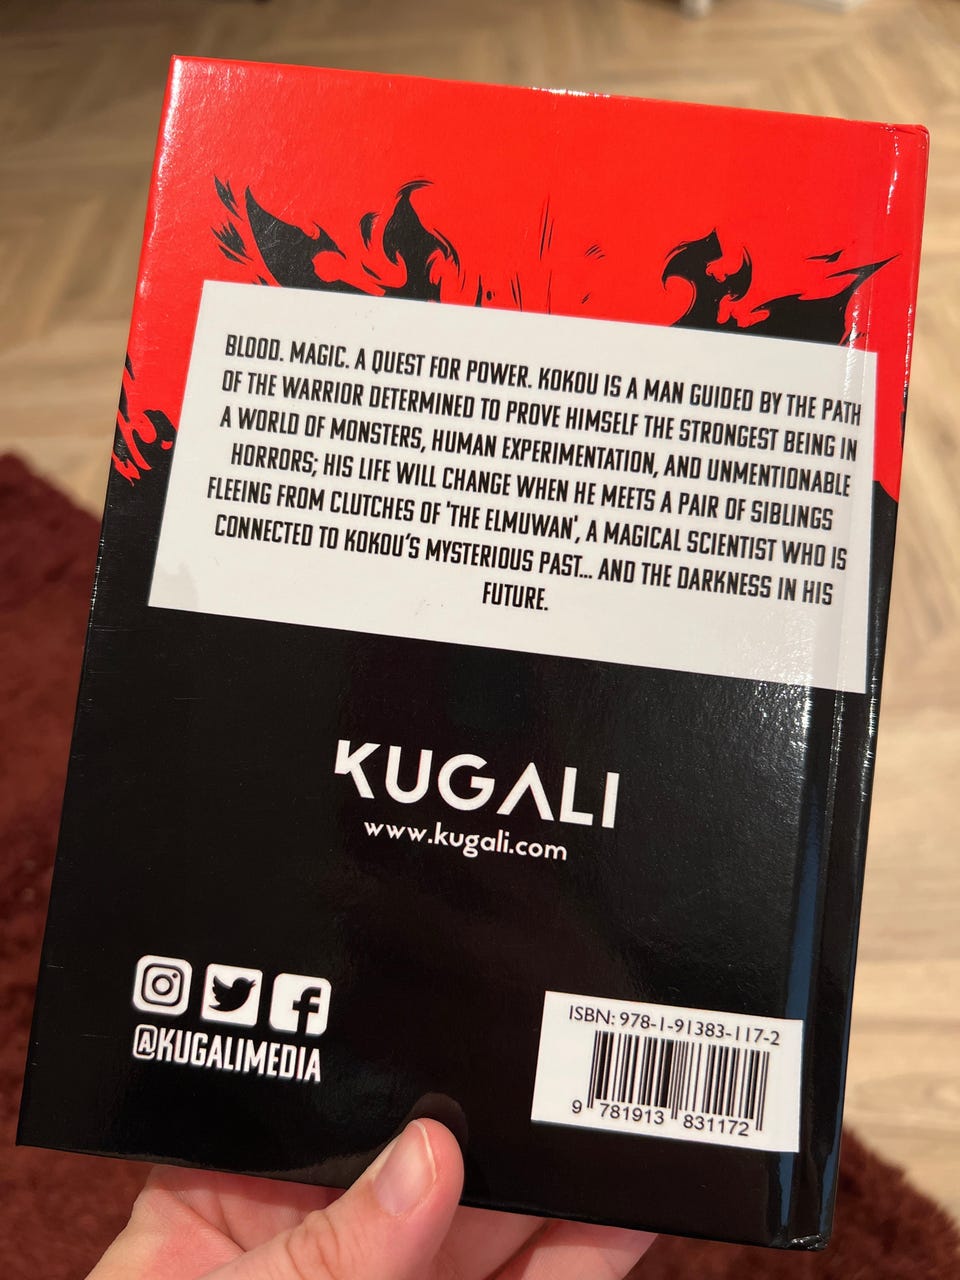 BLOOD. MAGIC. A QUEST FOR POWER. KOKOU IS A MAN GUIDED BY THE PATH
OF THE WARRIOR DETERMINED TO PROVE HIMSELF THE STRONGEST BEING IN
A WORLD OF MONSTERS, HUMAN EXPERIMENTATION, AND UNMENTIONABLE
HORRORS; HIS LIFE WILL CHANGE WHEN HE MEETS A PAIR OF SIBLINGS
FLEEING FROM CLUTCHES OF 'THE ELMUWAN', A MAGICAL SCIENTIST WHO IS
CONNECTED TO KOKOU'S MYSTERIOUS PAST... AND THE DARKNESS IN HIS
FUTURE.
KUGALI
www.kugali.com
@KUGALIMEDIA
ISBN: 978-1-91383-117-2
9 781913 831172